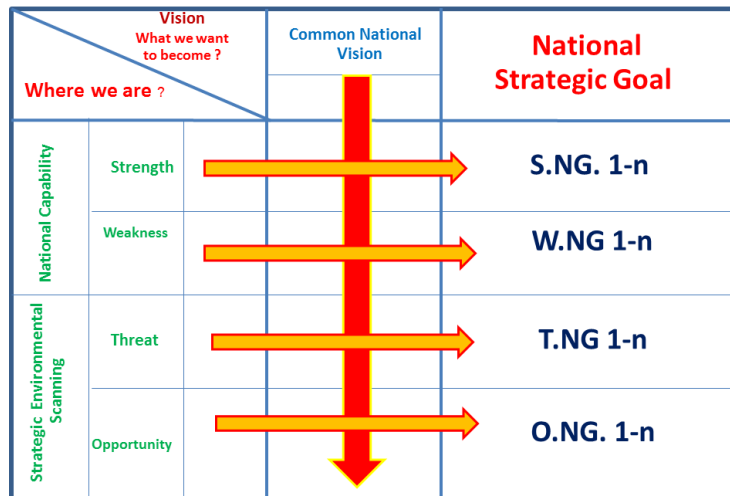 Vision
What we want
to become ?
Where we are ?
Common National
Vision
National
Strategic Goal
National Capability
Strength
S.NG. 1-n
Weakness
W.NG 1-n
Strategic Environmental
Scanning
Threat
T.NG 1-n
Opportunity
O.NG. 1-n